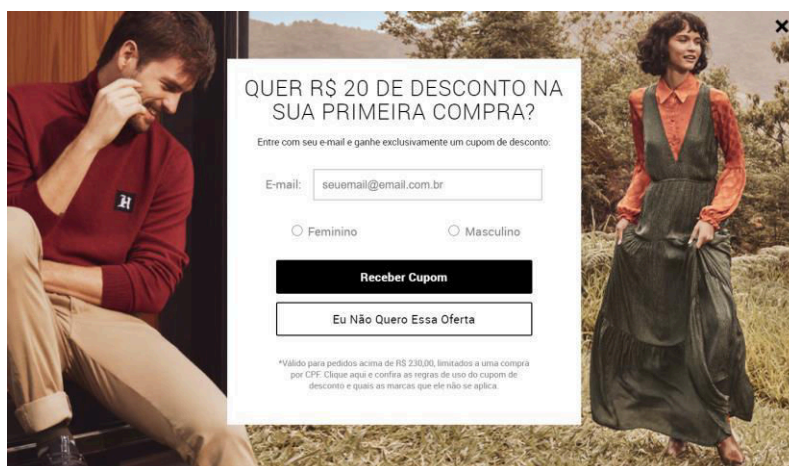 QUER R$ 20 DE DESCONTO NA
SUA PRIMEIRA COMPRA?
Entre com seu e-mail e ganhe exclusivamente um cupom de desconto:
E-mail: seuemail@email.com.br
Feminino Masculino
Receber Cupom
Eu Não Quero Essa Oferta
*Válido para pedidos acima de R$ 230,00, limitados a uma compra
por CPF. Clique aqui e confira as regras de uso do cupom de
desconto e quais as marcas que ele não se aplica.
H